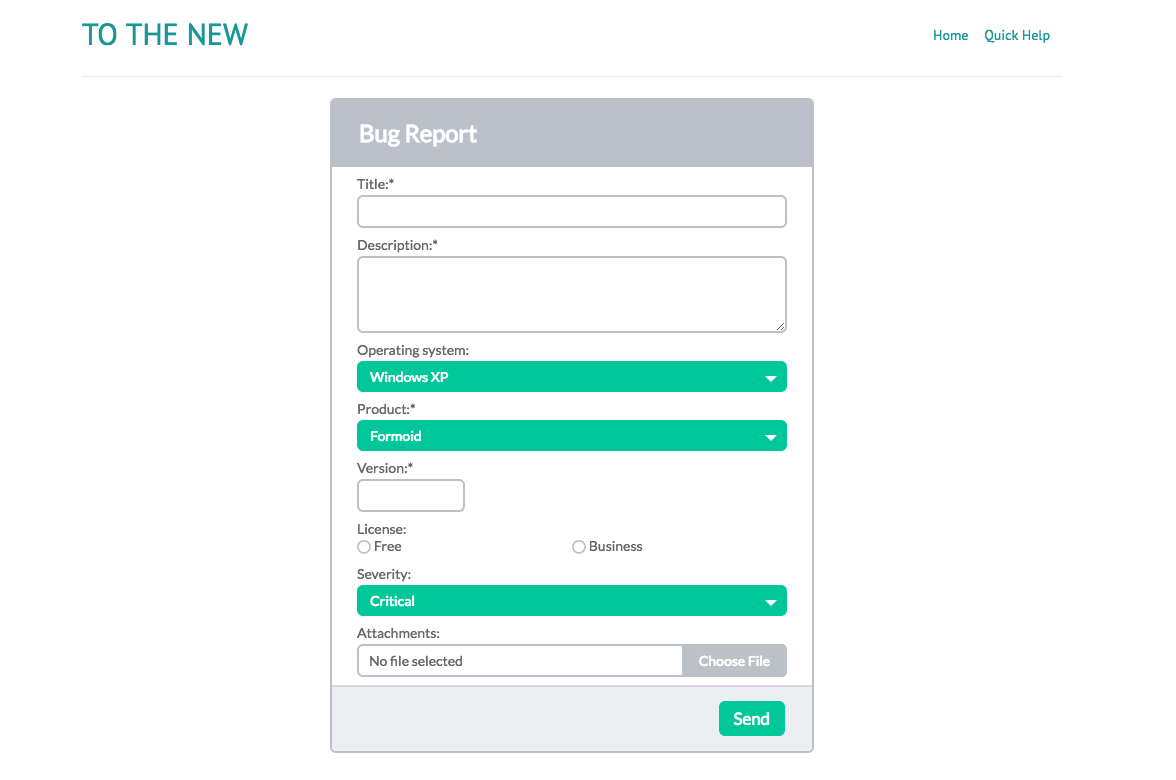 TO THE NEW
Home Quick Help
Bug Report
Title:*
Description:*
Operating system:
Windows XP
Product:*
Formoid
Version:*
License:
Free Business
Severity:
Critical
Attachments:
No file selected Choose File
Send